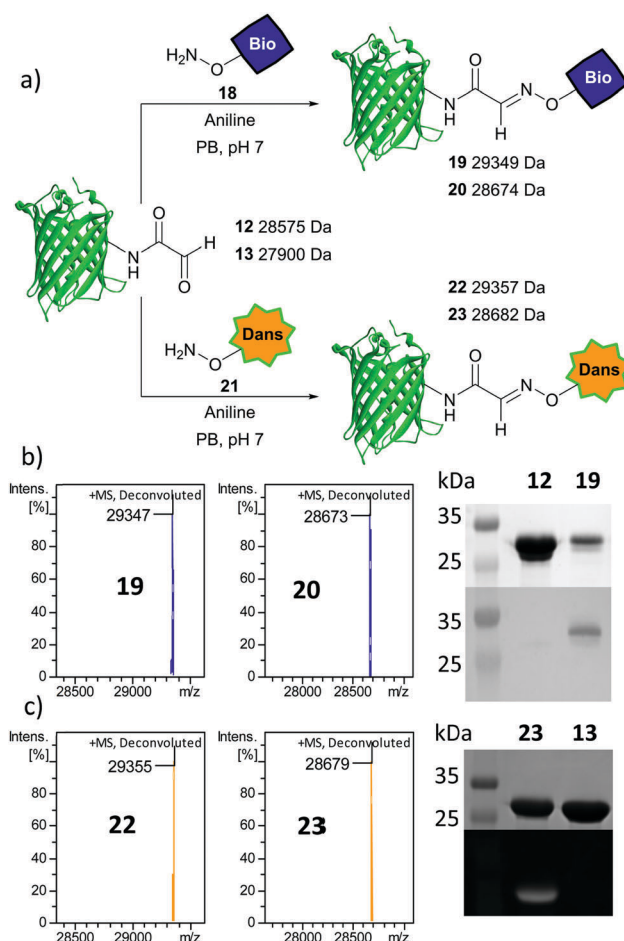 a)
H2N
O
Bio
18
Aniline
PB, pH 7
O
NH
N
O
H
Bio
19 29349 Da
20 28674 Da
O
H
NH
O
12 28575 Da
13 27900 Da
22 29357 Da
23 28682 Da
H2N
O
Dans
21
Aniline
PB, pH 7
O
NH
N
O
H
Dans
b)
Intens.
[%]
+MS, Deconvoluted
29347
19
80
60
40
20
0
28500 29000 m/z
Intens.
[%]
+MS, Deconvoluted
28673
20
80
60
40
20
0
28000 28500 m/z
kDa 12 19
35
25
35
25
c)
Intens.
[%]
+MS, Deconvoluted
29355
22
80
60
40
20
0
28500 29000 m/z
Intens.
[%]
+MS, Deconvoluted
28679
23
80
60
40
20
0
28000 28500 m/z
kDa 23 13
35
25